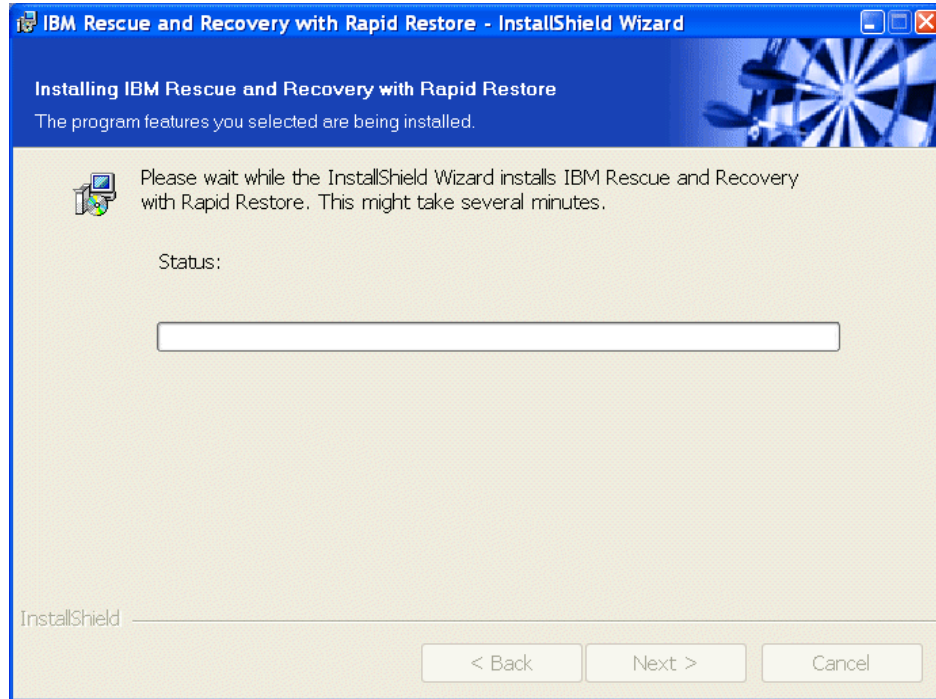 IBM Rescue and Recovery with Rapid Restore - InstallShield Wizard
Installing IBM Rescue and Recovery with Rapid Restore
The program features you selected are being installed.
Please wait while the InstallShield Wizard installs IBM Rescue and Recovery
with Rapid Restore. This might take several minutes.
Status:
InstallShield
< Back Next > Cancel